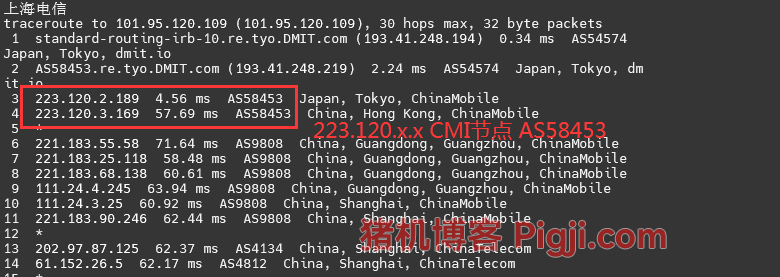 上海电信
traceroute to 101.95.120.109 (101.95.120.109), 30 hops max, 32 byte packets
1 standard-routing-irb-10.re.tyo.DMIT.com (193.41.248.194) 0.34 ms AS54574
Japan, Tokyo, dmit.io
2 AS58453.re.tyo.DMIT.com (193.41.248.219) 2.24 ms AS54574 Japan, Tokyo, dm
it.io
3 223.120.2.189 4.56 ms AS58453 Japan, Tokyo, ChinaMobile
4 223.120.3.169 57.69 ms AS58453 China, Hong Kong, ChinaMobile
5 *
223.120.x.x CMI节点 AS58453
6 221.183.55.58 71.64 ms AS9808 China, Guangdong, Guangzhou, ChinaMobile
7 221.183.25.118 58.48 ms AS9808 China, Guangdong, Guangzhou, ChinaMobile
8 221.183.68.138 60.61 ms AS9808 China, Guangdong, Guangzhou, ChinaMobile
9 111.24.4.245 63.94 ms AS9808 China, Guangdong, Guangzhou, ChinaMobile
10 111.24.3.25 60.92 ms AS9808 China, Shanghai, ChinaMobile
11 221.183.90.246 62.44 ms AS9808 China, Shanghai, ChinaMobile
12 *
猪机博客 Pigji.com
13 202.97.87.125 62.37 ms AS4134 China, Shanghai, ChinaTelecom
14 61.152.26.5 62.17 ms AS4812 China, Shanghai, ChinaTelecom